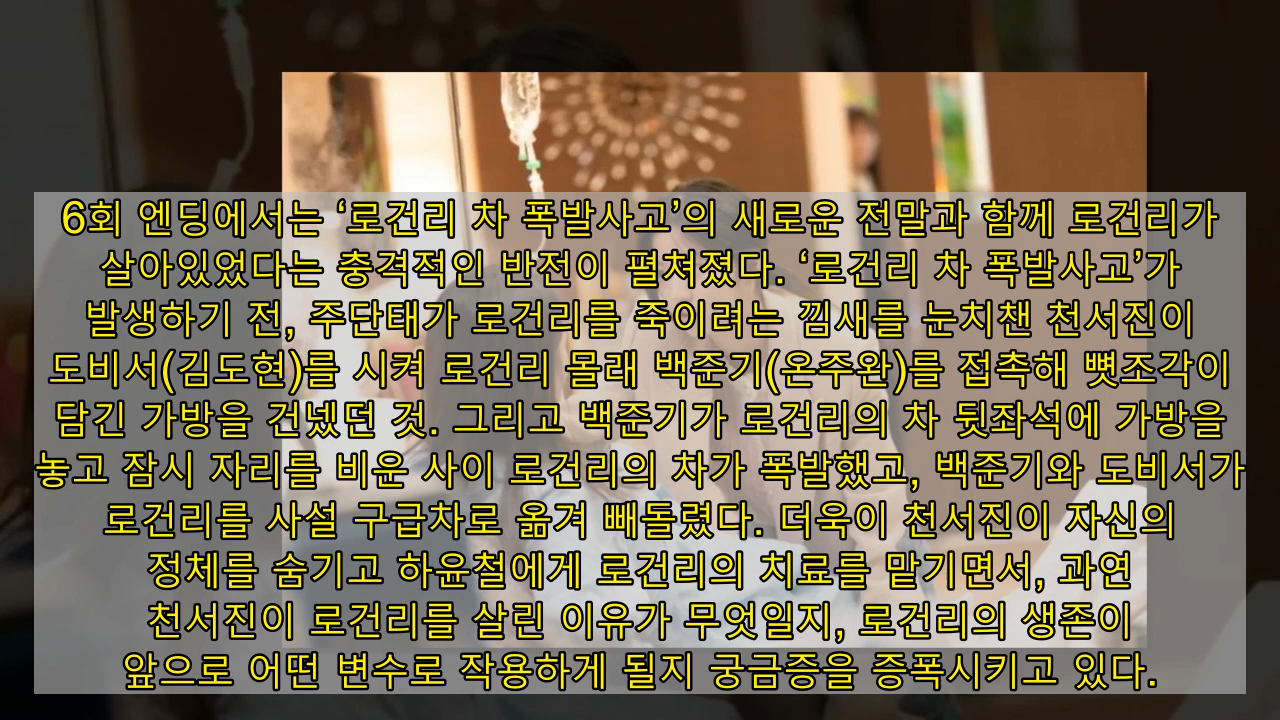 6회 엔딩에서는 ‘로건리 차 폭발사고’의 새로운 전말과 함께 로건리가
살아있었다는 충격적인 반전이 펼쳐졌다. ‘로건리 차 폭발사고’가
발생하기 전, 주단태가 로건리를 죽이려는 낌새를 눈치챈 천서진이
도비서(김도현)를 시켜 로건리 몰래 백준기(온주완)를 접촉해 뼛조각이
담긴 가방을 건넸던 것. 그리고 백준기가 로건리의 차 뒷좌석에 가방을
놓고 잠시 자리를 비운 사이 로건리의 차가 폭발했고, 백준기와 도비서가
로건리를 사설 구급차로 옮겨 빼돌렸다. 더욱이 천서진이 자신의
정체를 숨기고 하윤철에게 로건리의 치료를 맡기면서, 과연
천서진이 로건리를 살린 이유가 무엇일지, 로건리의 생존이
앞으로 어떤 변수로 작용하게 될지 궁금증을 증폭시키고 있다.